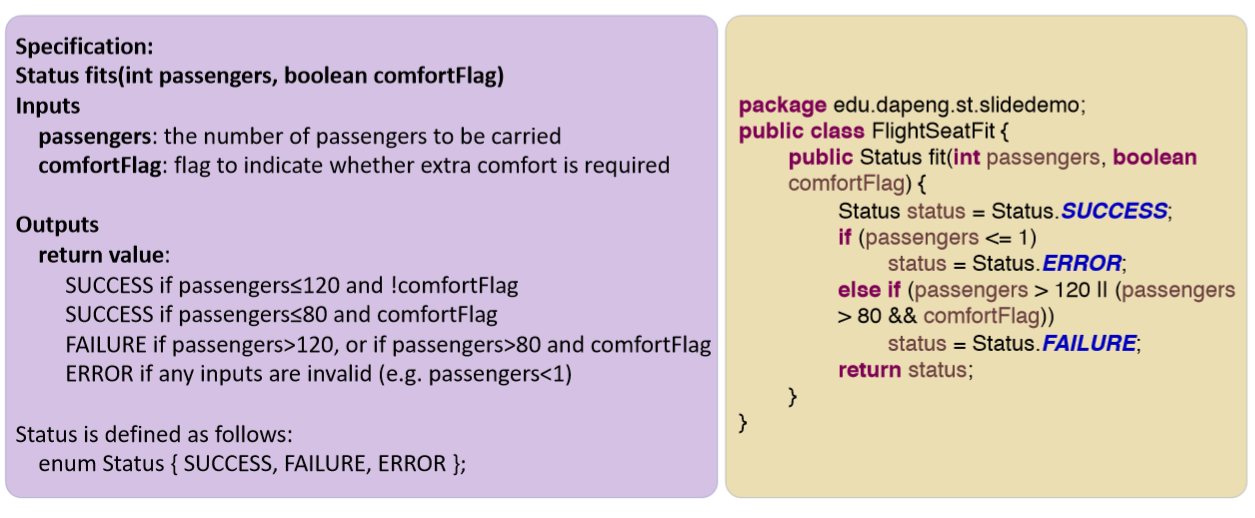 Specification:
Status fits(int passengers, boolean comfortFlag)
Inputs
passengers: the number of passengers to be carried
comfortFlag: flag to indicate whether extra comfort is required
Outputs
return value:
SUCCESS if passengers≤120 and !comfortFlag
SUCCESS if passengers≤80 and comfortFlag
FAILURE if passengers>120, or if passengers>80 and comfortFlag
ERROR if any inputs are invalid (e.g. passengers<1)
Status is defined as follows:
enum Status { SUCCESS, FAILURE, ERROR };
package edu.dapeng.st.slidedemo;
public class FlightSeatFit {
public Status fit(int passengers, boolean
comfortFlag) {
Status status = Status.SUCCESS;
if (passengers <= 1)
status = Status.ERROR;
else if (passengers > 120 || (passengers
> 80 && comfortFlag))
status = Status.FAILURE;
return status;
}
}